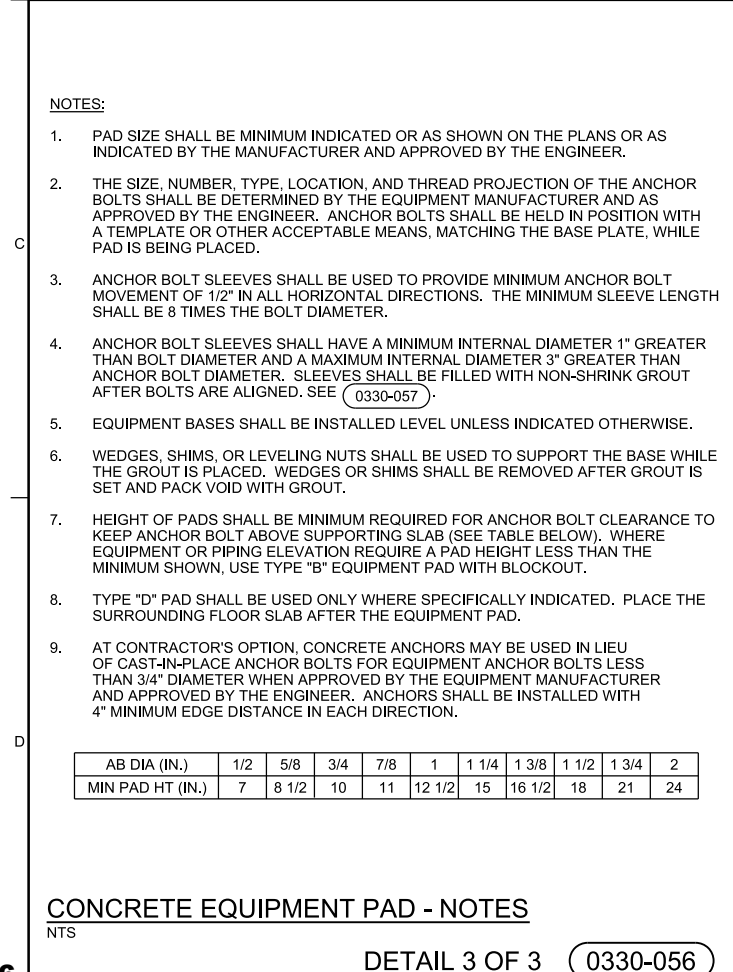 NOTES:
1. PAD SIZE SHALL BE MINIMUM INDICATED OR AS SHOWN ON THE PLANS OR AS
INDICATED BY THE MANUFACTURER AND APPROVED BY THE ENGINEER.
2. THE SIZE, NUMBER, TYPE, LOCATION, AND THREAD PROJECTION OF THE ANCHOR
BOLTS SHALL BE DETERMINED BY THE EQUIPMENT MANUFACTURER AND AS
APPROVED BY THE ENGINEER. ANCHOR BOLTS SHALL BE HELD IN POSITION WITH
A TEMPLATE OR OTHER ACCEPTABLE MEANS, MATCHING THE BASE PLATE, WHILE
PAD IS BEING PLACED.
C
3. ANCHOR BOLT SLEEVES SHALL BE USED TO PROVIDE MINIMUM ANCHOR BOLT
MOVEMENT OF 1/2" IN ALL HORIZONTAL DIRECTIONS. THE MINIMUM SLEEVE LENGTH
SHALL BE 8 TIMES THE BOLT DIAMETER.
4. ANCHOR BOLT SLEEVES SHALL HAVE A MINIMUM INTERNAL DIAMETER 1" GREATER
THAN BOLT DIAMETER AND A MAXIMUM INTERNAL DIAMETER 3" GREATER THAN
ANCHOR BOLT DIAMETER. SLEEVES SHALL BE FILLED WITH NON-SHRINK GROUT
AFTER BOLTS ARE ALIGNED. SEE 0330-057.
5. EQUIPMENT BASES SHALL BE INSTALLED LEVEL UNLESS INDICATED OTHERWISE.
6. WEDGES, SHIMS, OR LEVELING NUTS SHALL BE USED TO SUPPORT THE BASE WHILE
THE GROUT IS PLACED. WEDGES OR SHIMS SHALL BE REMOVED AFTER GROUT IS
SET AND PACK VOID WITH GROUT.
7. HEIGHT OF PADS SHALL BE MINIMUM REQUIRED FOR ANCHOR BOLT CLEARANCE TO
KEEP ANCHOR BOLT ABOVE SUPPORTING SLAB (SEE TABLE BELOW). WHERE
EQUIPMENT OR PIPING ELEVATION REQUIRE A PAD HEIGHT LESS THAN THE
MINIMUM SHOWN, USE TYPE "B" EQUIPMENT PAD WITH BLOCKOUT.
8. TYPE "D" PAD SHALL BE USED ONLY WHERE SPECIFICALLY INDICATED. PLACE THE
SURROUNDING FLOOR SLAB AFTER THE EQUIPMENT PAD.
9. AT CONTRACTOR'S OPTION, CONCRETE ANCHORS MAY BE USED IN LIEU
OF CAST-IN-PLACE ANCHOR BOLTS FOR EQUIPMENT ANCHOR BOLTS LESS
THAN 3/4" DIAMETER WHEN APPROVED BY THE EQUIPMENT MANUFACTURER
AND APPROVED BY THE ENGINEER. ANCHORS SHALL BE INSTALLED WITH
4" MINIMUM EDGE DISTANCE IN EACH DIRECTION.
D
AB DIA (IN.) 1/2 5/8 3/4 7/8 1 1 1/4 1 3/8 1 1/2 1 3/4 2
MIN PAD HT (IN.) 7 8 1/2 10 11 12 1/2 15 16 1/2 18 21 24
CONCRETE EQUIPMENT PAD - NOTES
NTS
DETAIL 3 OF 3 0330-056